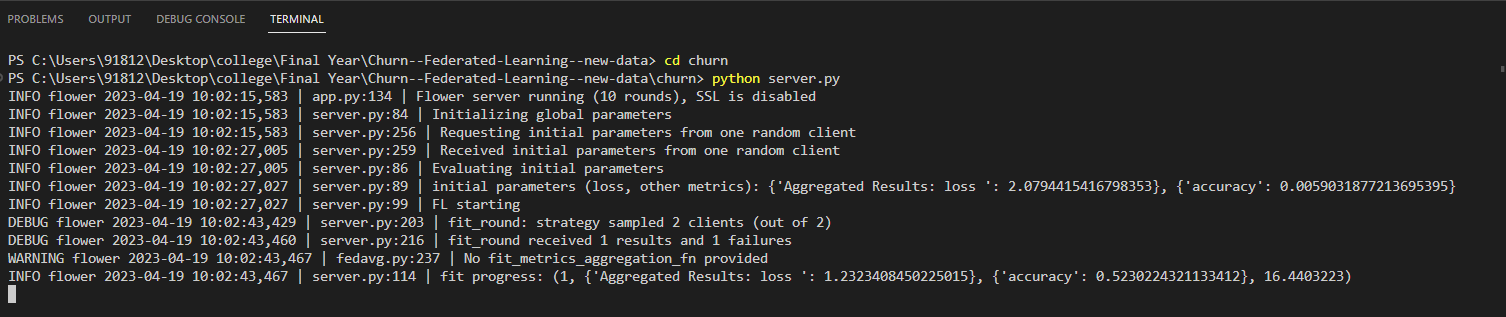 PROBLEMS OUTPUT DEBUG CONSOLE TERMINAL
PS C:\Users\91812\Desktop\college\Final Year\Churn--Federated-Learning--new-data> cd churn
PS C:\Users\91812\Desktop\college\Final Year\Churn--Federated-Learning--new-data\churn> python server.py
INFO flower 2023-04-19 10:02:15,583 | app.py:134 | Flower server running (10 rounds), SSL is disabled
INFO flower 2023-04-19 10:02:15,583 | server.py:84 | Initializing global parameters
INFO flower 2023-04-19 10:02:15,583 | server.py:256 | Requesting initial parameters from one random client
INFO flower 2023-04-19 10:02:27,005 | server.py:259 | Received initial parameters from one random client
INFO flower 2023-04-19 10:02:27,005 | server.py:86 | Evaluating initial parameters
INFO flower 2023-04-19 10:02:27,027 | server.py:89 | initial parameters (loss, other metrics): {'Aggregated Results: loss ': 2.0794415416798353}, {'accuracy': 0.0059031877213695395}
INFO flower 2023-04-19 10:02:27,027 | server.py:99 | FL starting
DEBUG flower 2023-04-19 10:02:43,429 | server.py:203 | fit_round: strategy sampled 2 clients (out of 2)
DEBUG flower 2023-04-19 10:02:43,460 | server.py:216 | fit_round received 1 results and 1 failures
WARNING flower 2023-04-19 10:02:43,467 | fedavg.py:237 | No fit_metrics_aggregation_fn provided
INFO flower 2023-04-19 10:02:43,467 | server.py:114 | fit progress: (1, {'Aggregated Results: loss ': 1.2323408450225015}, {'accuracy': 0.5230224321133412}, 16.4403223)